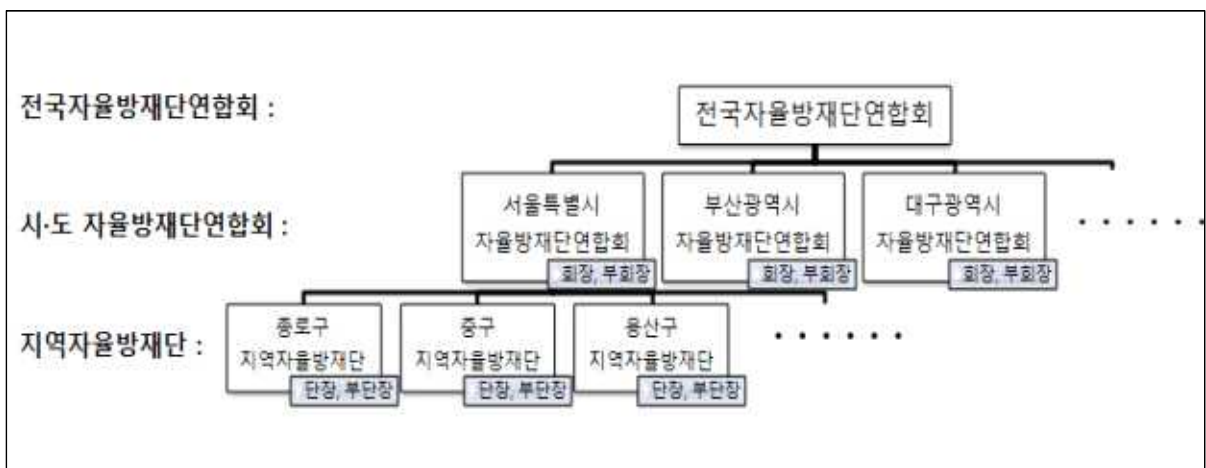 전국자율방재단연합회 :
전국자율방재단연합회
시·도 자율방재단연합회 :
서울특별시
자율방재단연합회
회장, 부회장
부산광역시
자율방재단연합회
회장, 부회장
대구광역시
자율방재단연합회
회장, 부회장
. . . . . .
지역자율방재단 :
종로구
지역자율방재단
단장, 부단장
중구
지역자율방재단
단장, 부단장
용산구
지역자율방재단
단장, 부단장
. . . . . .